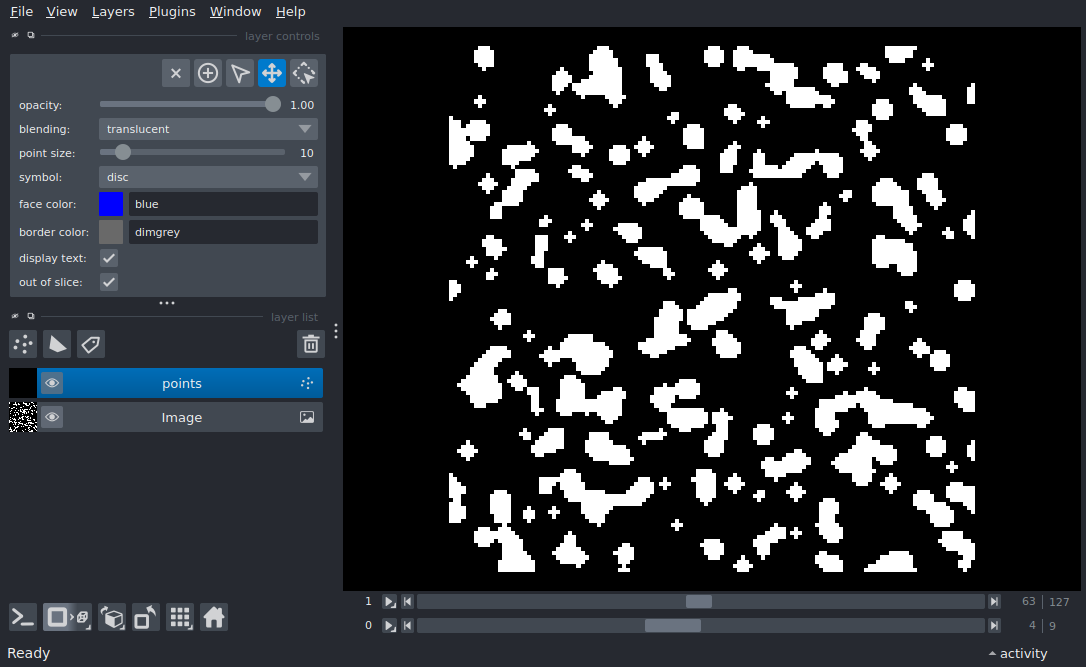 File View Layers Plugins Window Help
layer controls
opacity: 1.00
blending: translucent
point size: 10
symbol: disc
face color: blue
border color: dimgrey
display text:
out of slice:
layer list
points
Image
1 63 127
0 4 9
Ready activity